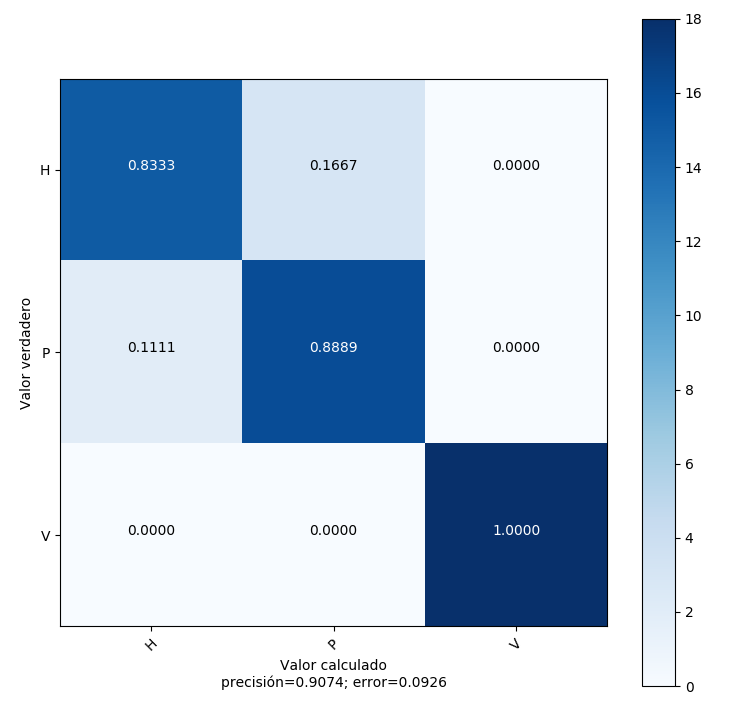 18
16
14
12
10
8
6
4
2
0
Valor verdadero
H
0.8333 0.1667 0.0000
P
0.1111 0.8889 0.0000
V
0.0000 0.0000 1.0000
H P V
Valor calculado
precisión=0.9074; error=0.0926